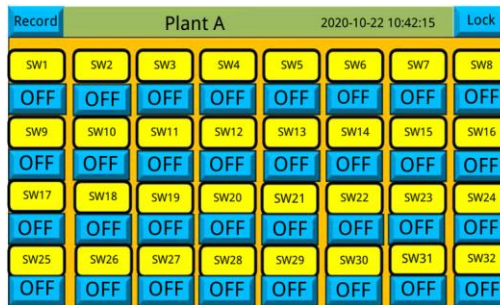 Record Plant A 2020-10-22 10:42:15 Lock
SW1 SW2 SW3 SW4 SW5 SW6 SW7 SW8
OFF OFF OFF OFF OFF OFF OFF OFF
SW9 SW10 SW11 SW12 SW13 SW14 SW15 SW16
OFF OFF OFF OFF OFF OFF OFF OFF
SW17 SW18 SW19 SW20 SW21 SW22 SW23 SW24
OFF OFF OFF OFF OFF OFF OFF OFF
SW25 SW26 SW27 SW28 SW29 SW30 SW31 SW32
OFF OFF OFF OFF OFF OFF OFF OFF